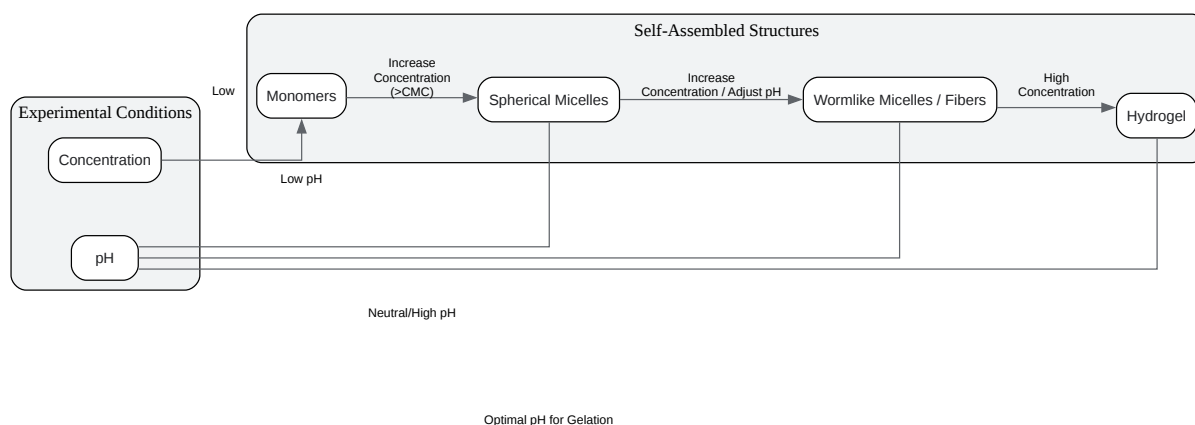 Self-Assembled Structures
Increase
Concentration
(>CMC)
Increase
Concentration / Adjust pH
High
Concentration
Low
Monomers
Spherical Micelles
Wormlike Micelles / Fibers
Hydrogel
Experimental Conditions
Concentration
Low pH
pH
Neutral/High pH
Optimal pH for Gelation